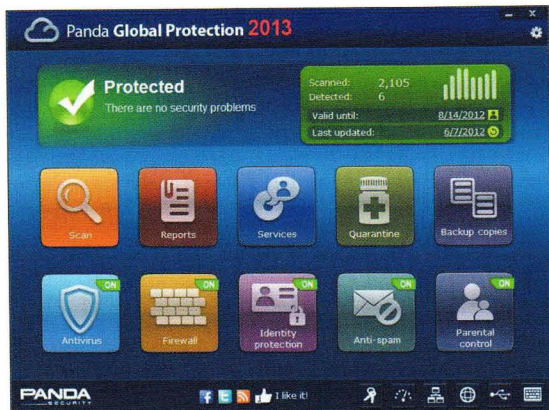 Panda Global Protection 2013
Protected
There are no security problems
Scanned: 2,105
Detected: 6
Valid until: 8/14/2012
Last updated: 6/7/2012
Scan
Reports
Services
Quarantine
Backup copies
ON
ON
ON
ON
ON
Antivirus
Firewall
Identity
protection
Anti-spam
Parental
control
PANDA
SECURITY
I like it!